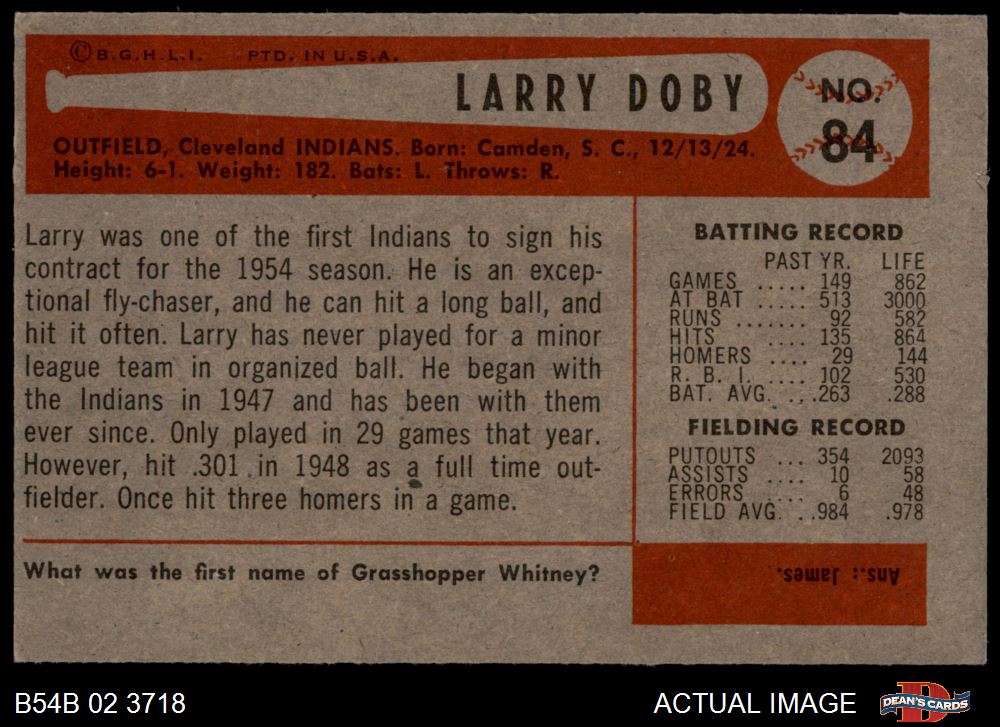 ©B.G.H.L.I. PTD. IN U.S.A.
LARRY DOBY
NO. 84
OUTFIELD, Cleveland INDIANS. Born: Camden, S. C., 12/13/24.
Height: 6-1. Weight: 182. Bats: L. Throws: R.
Larry was one of the first Indians to sign his
contract for the 1954 season. He is an excep-
tional fly-chaser, and he can hit a long ball, and
hit it often. Larry has never played for a minor
league team in organized ball. He began with
the Indians in 1947 and has been with them
ever since. Only played in 29 games that year.
However, hit .301 in 1948 as a full time out-
fielder. Once hit three homers in a game.
BATTING RECORD
PAST YR. LIFE
GAMES ..... 149 862
AT BAT ..... 513 3000
RUNS ....... 92 582
HITS .... 135 864
HOMERS .... 29 144
R. B. I. .... 102 530
BAT. AVG. .. .263 .288
FIELDING RECORD
PUTOUTS ... 354 2093
ASSISTS .... 10 58
ERRORS .... 6 48
FIELD AVG. . .984 .978
What was the first name of Grasshopper Whitney?
Ans.: James.
B54B 02 3718
ACTUAL IMAGE
DEAN'S CARDS